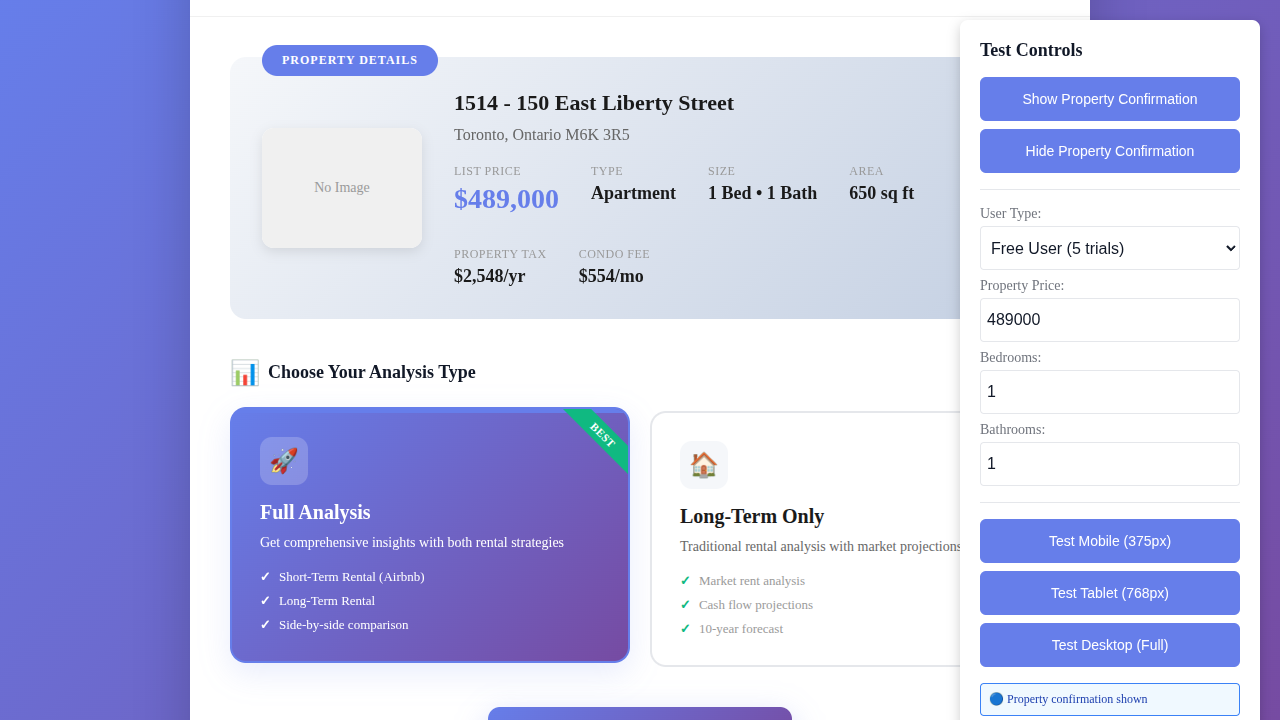 PROPERTY DETAILS
No Image
1514 - 150 East Liberty Street
Toronto, Ontario M6K 3R5
LIST PRICE
$489,000
TYPE
Apartment
SIZE
1 Bed • 1 Bath
AREA
650 sq ft
PROPERTY TAX
$2,548/yr
CONDO FEE
$554/mo
📊 Choose Your Analysis Type
BEST
🚀
Full Analysis
Get comprehensive insights with both rental strategies
✓ Short-Term Rental (Airbnb)
✓ Long-Term Rental
✓ Side-by-side comparison
🏠
Long-Term Only
Traditional rental analysis with market projections
✓ Market rent analysis
✓ Cash flow projections
✓ 10-year forecast
Test Controls
Show Property Confirmation
Hide Property Confirmation
User Type:
Free User (5 trials)
Property Price:
489000
Bedrooms:
1
Bathrooms:
1
Test Mobile (375px)
Test Tablet (768px)
Test Desktop (Full)
🔵 Property confirmation shown